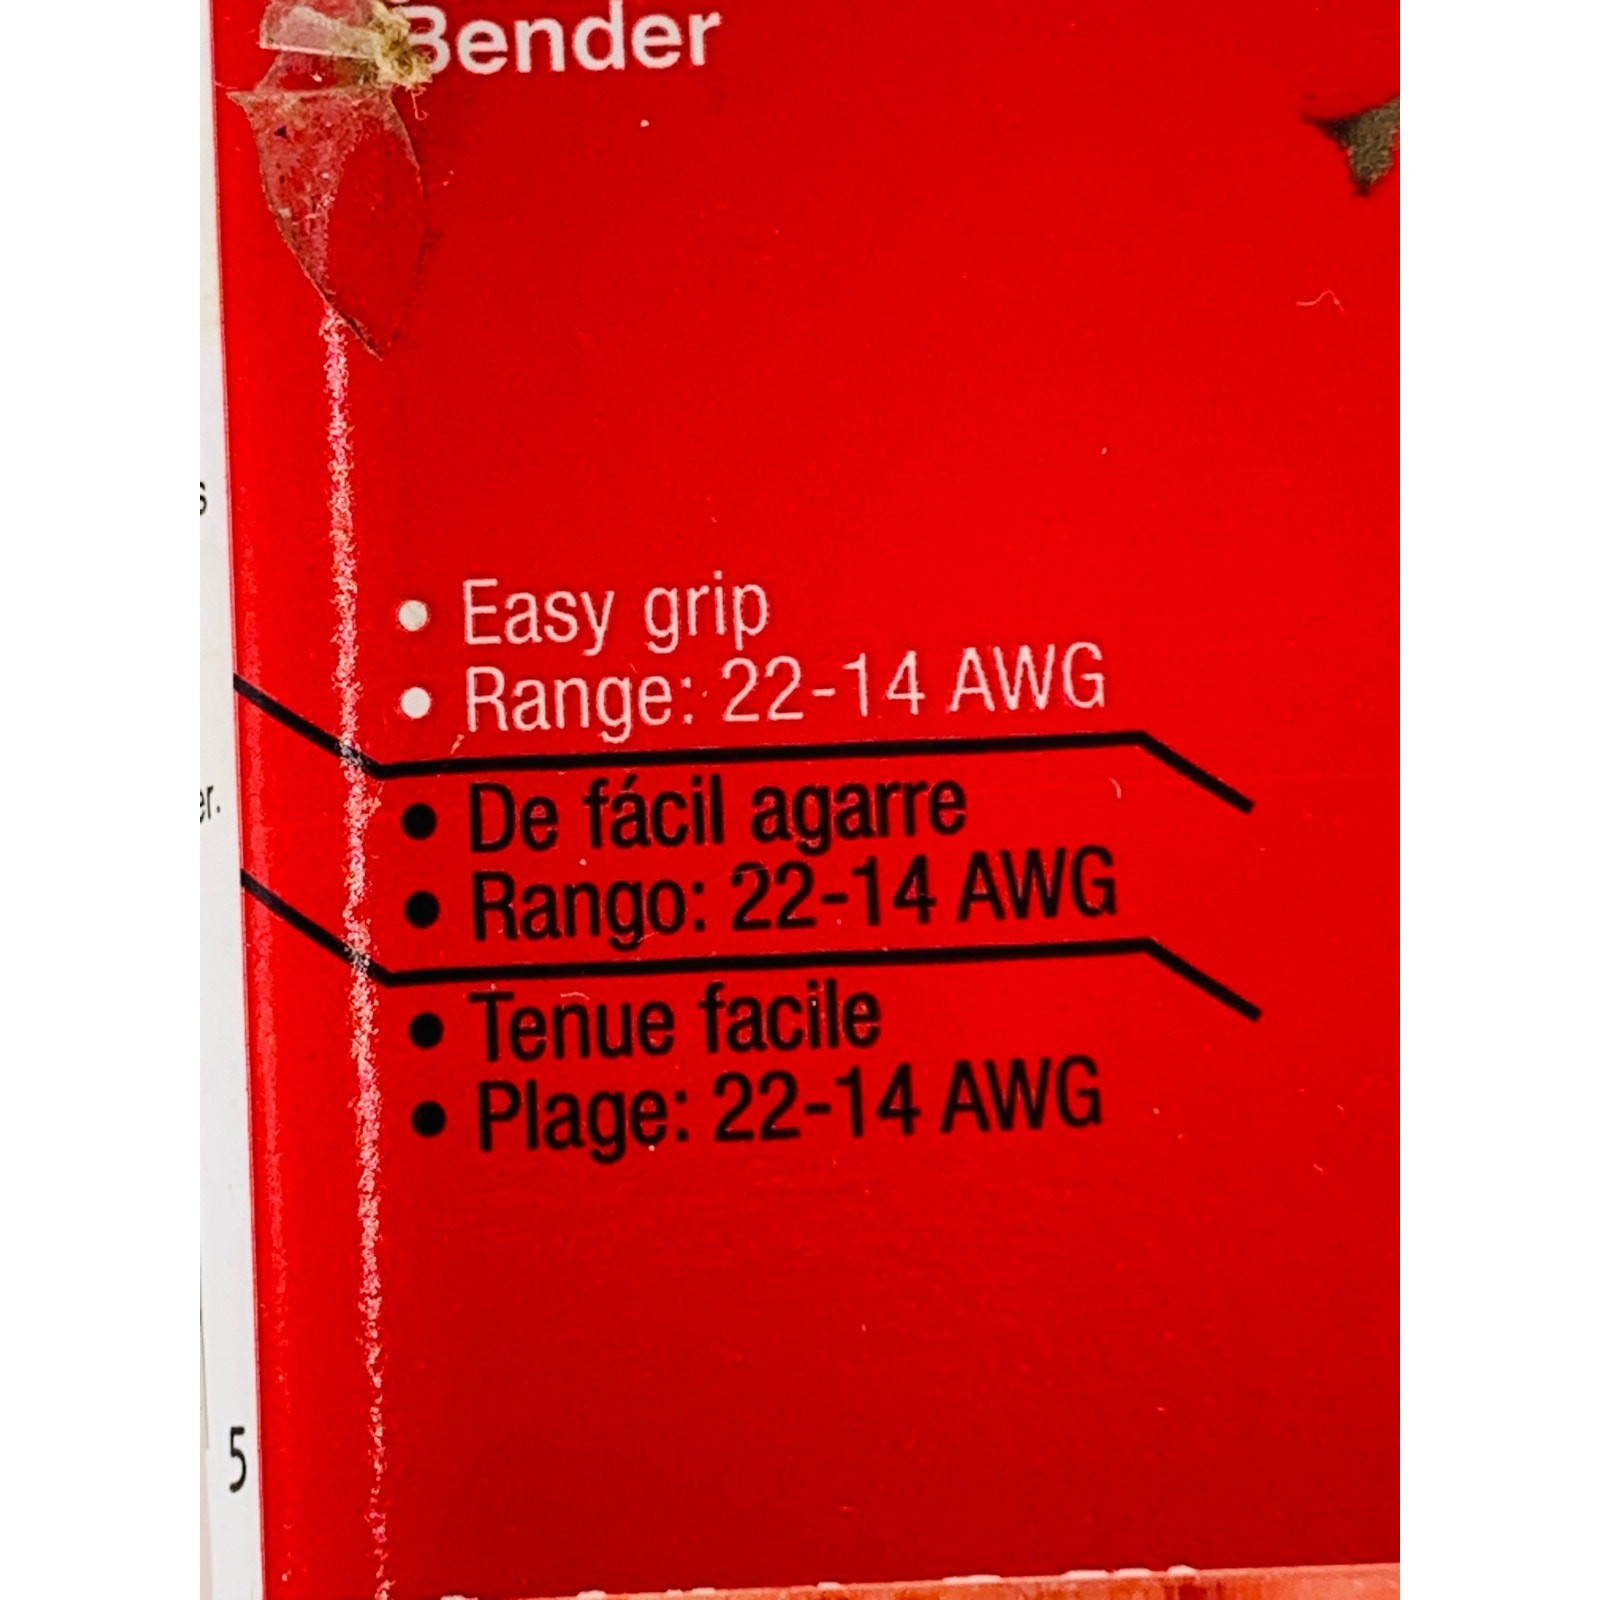 Bender
• Easy grip
• Range: 22-14 AWG
• De fácil agarre
• Rango: 22-14 AWG
• Tenue facile
• Plage: 22-14 AWG
s
er.
5